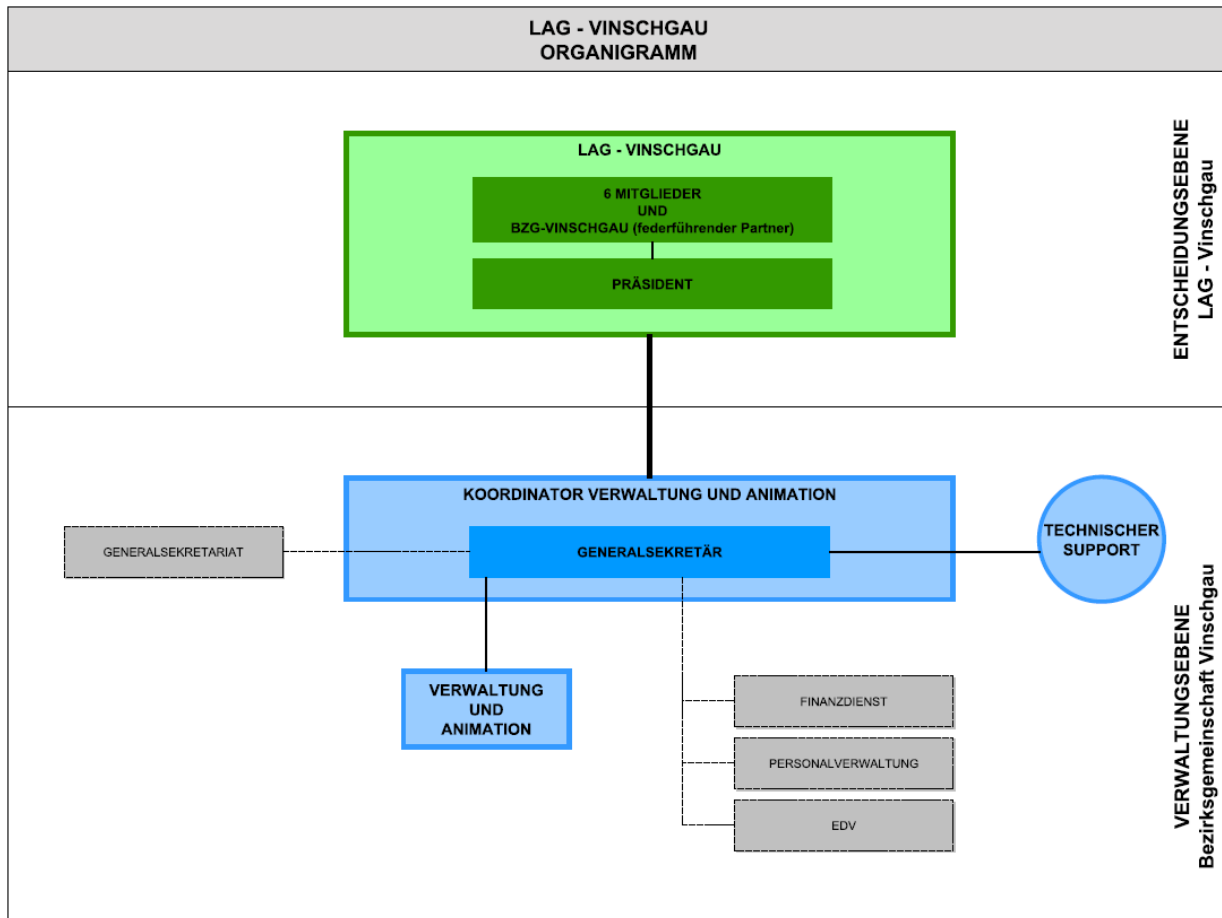 LAG - VINSCHGAU
ORGANIGRAMM
LAG - VINSCHGAU
6 MITGLIEDER
UND
BZG-VINSCHGAU (federführender Partner)
PRÄSIDENT
ENTSCHEIDUNGSEBENE
LAG - Vinschgau
KOORDINATOR VERWALTUNG UND ANIMATION
GENERALSEKRETARIAT
GENERALSEKRETÄR
TECHNISCHER
SUPPORT
VERWALTUNG
UND
ANIMATION
FINANZDIENST
PERSONALVERWALTUNG
EDV
VERWALTUNGSEBENE
Bezirksgemeinschaft Vinschgau